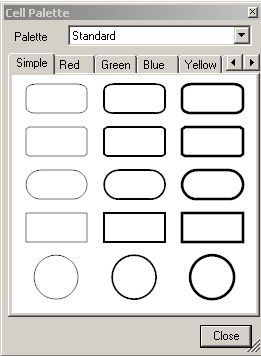 Cell Palette
Palette Standard
Simple Red Green Blue Yellow
Close